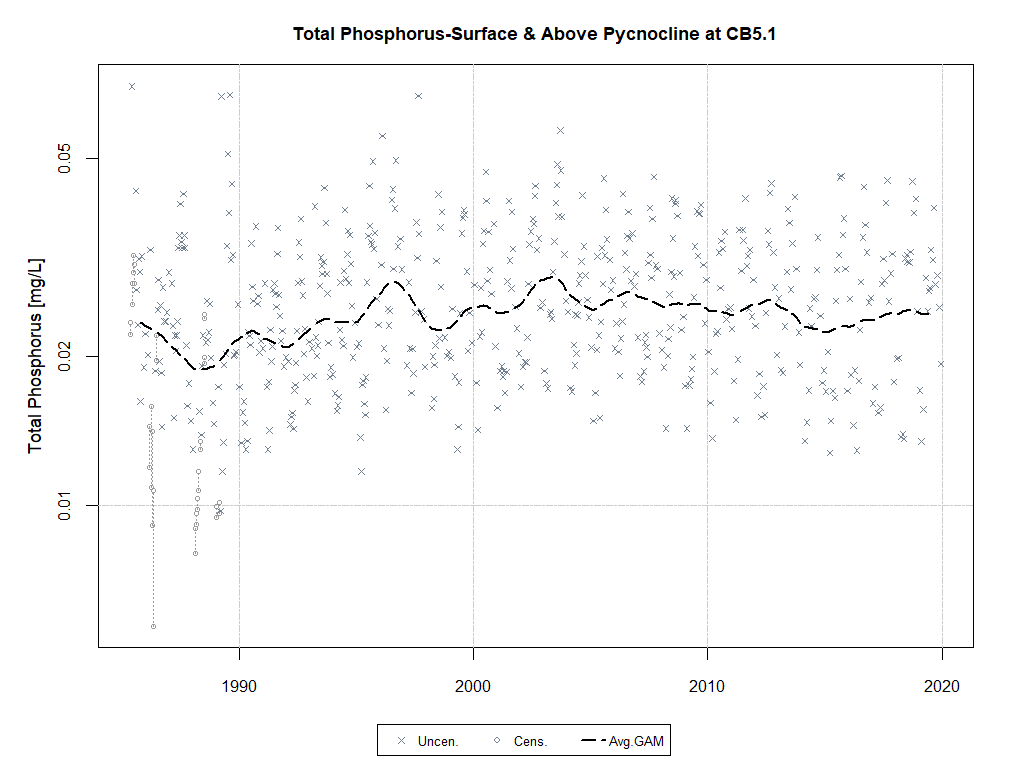 Total Phosphorus-Surface & Above Pycnocline at CB5.1
Total Phosphorus [mg/L]
0.05
0.02
0.01
1990 2000 2010 2020
Uncen. Cens. Avg.GAM